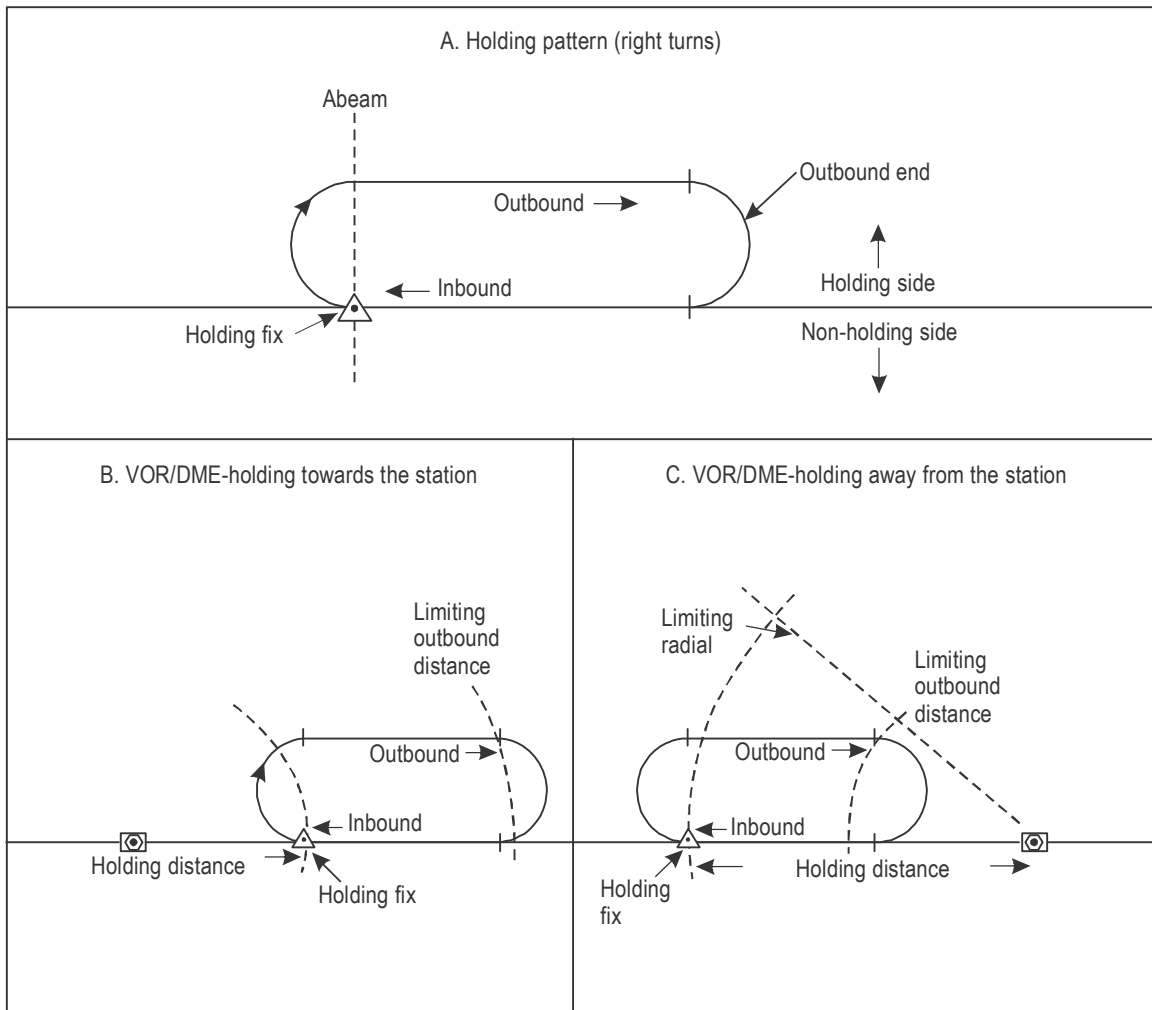 A. Holding pattern (right turns)
Abeam
Outbound end
Outbound
Holding side
Inbound
Holding fix
Non-holding side
B. VOR/DME-holding towards the station
Limiting
outbound
distance
Outbound
Inbound
Holding distance
Holding fix
C. VOR/DME-holding away from the station
Limiting
radial
Limiting
outbound
distance
Outbound
Inbound
Holding distance
Holding
fix